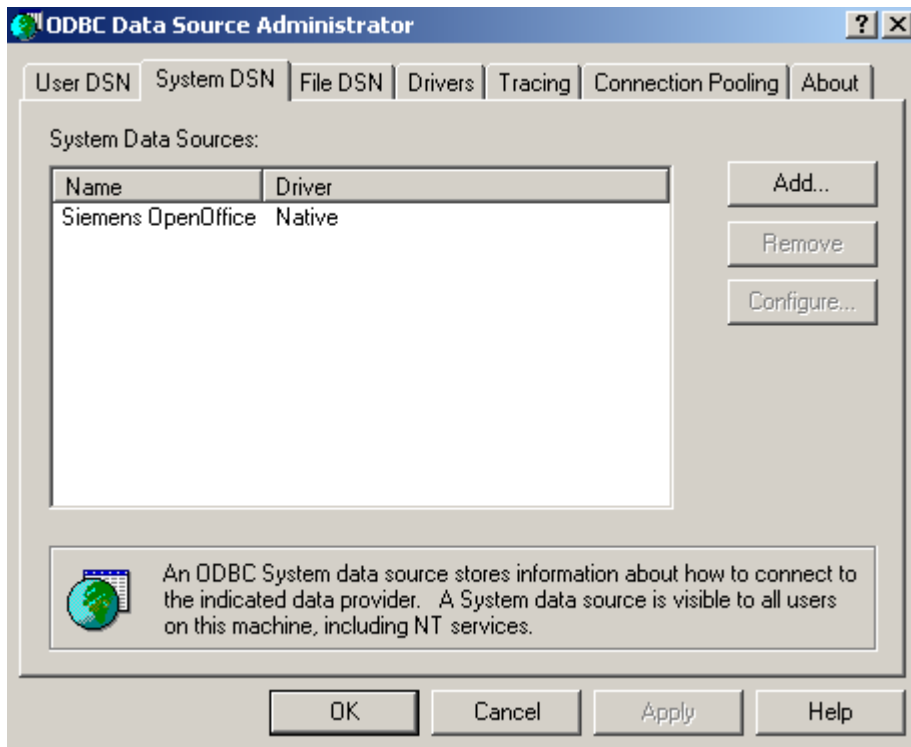 ODBC Data Source Administrator
User DSN System DSN File DSN Drivers Tracing Connection Pooling About
System Data Sources:
Name Driver
Siemens OpenOffice Native
Add...
Remove
Configure...
An ODBC System data source stores information about how to connect to
the indicated data provider. A System data source is visible to all users
on this machine, including NT services.
OK Cancel Apply Help